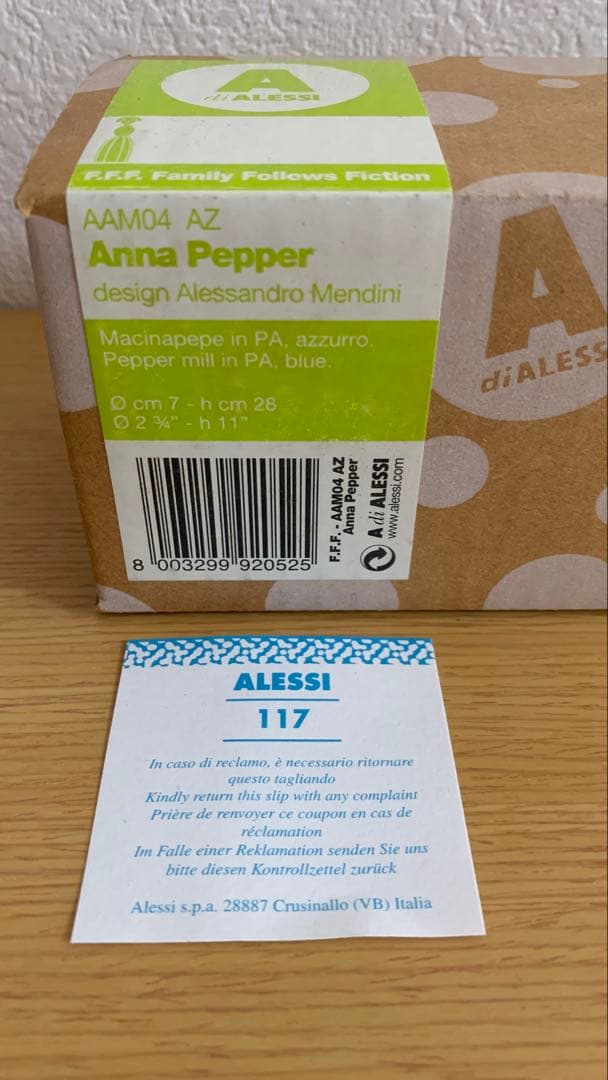 A
di ALESSI
F.F.F. Family Follows Fiction
AAM04 AZ
Anna Pepper
design Alessandro Mendini
Macinapepe in PA, azzurro.
Pepper mill in PA, blue.
Ø cm 7 - h cm 28
Ø 2 ¾" - h 11"
8 003299 920525
F.F.F. - AAM04 AZ
Anna Pepper
A di ALESSI
www.alessi.com
A
di ALESS
ALESSI
117
In caso di reclamo, è necessario ritornare
questo tagliando
Kindly return this slip with any complaint
Prière de renvoyer ce coupon en cas de
réclamation
Im Falle einer Reklamation senden Sie uns
bitte diesen Kontrollzettel zurück
Alessi s.p.a. 28887 Crusinallo (VB) Italia